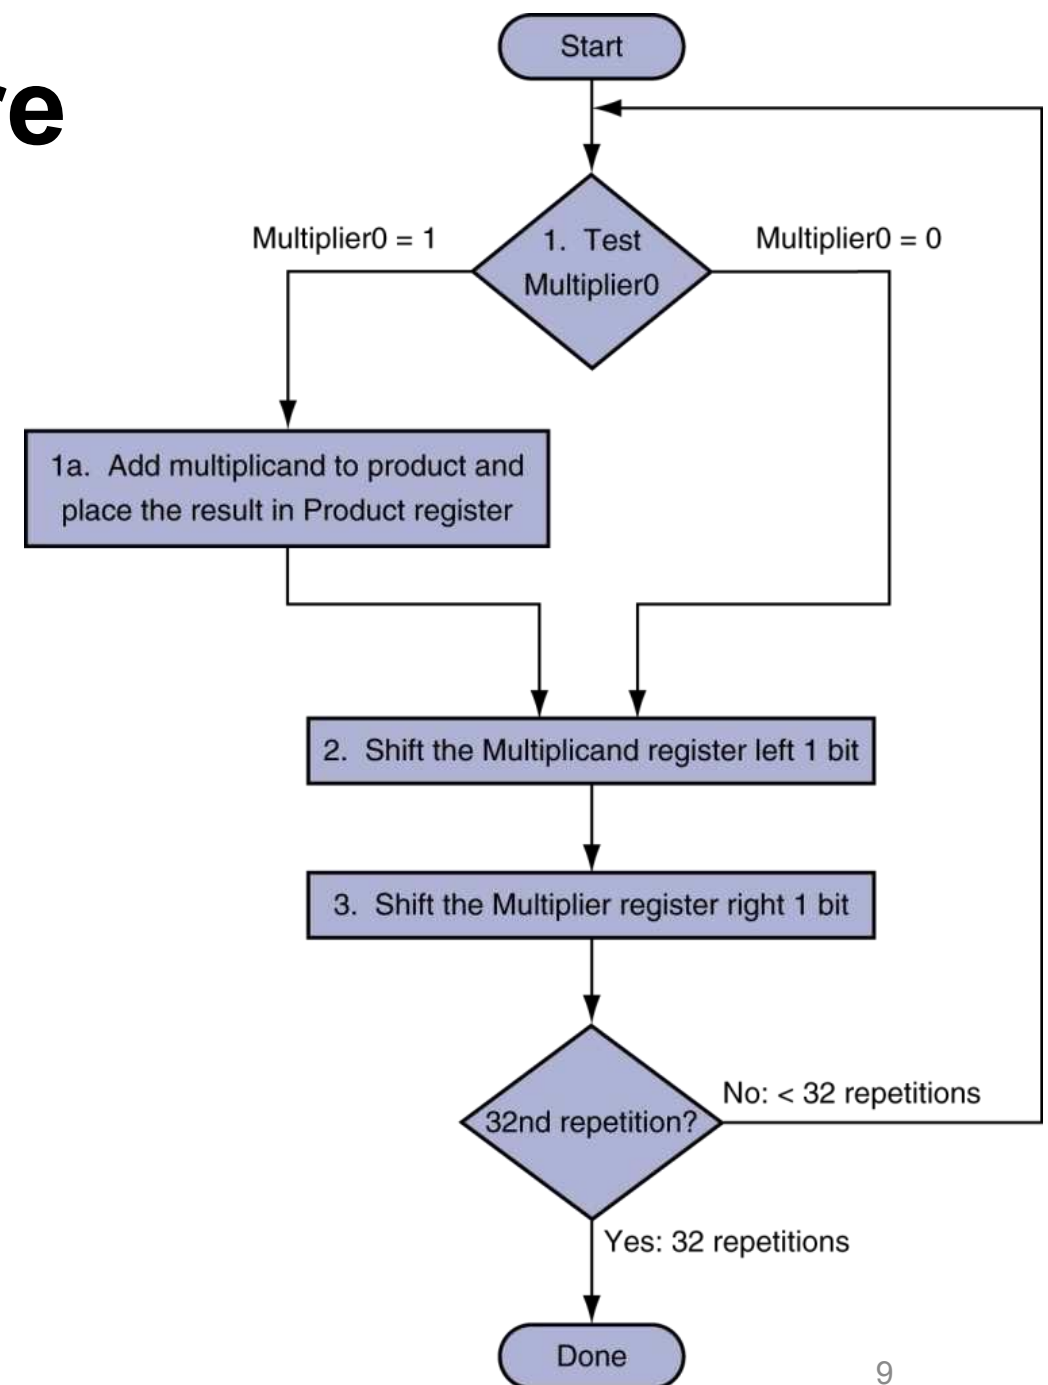 re
Start
Multiplier0 = 1
1. Test
Multiplier0
Multiplier0 = 0
1a. Add multiplicand to product and
place the result in Product register
2. Shift the Multiplicand register left 1 bit
3. Shift the Multiplier register right 1 bit
32nd repetition?
No: < 32 repetitions
Yes: 32 repetitions
Done
9